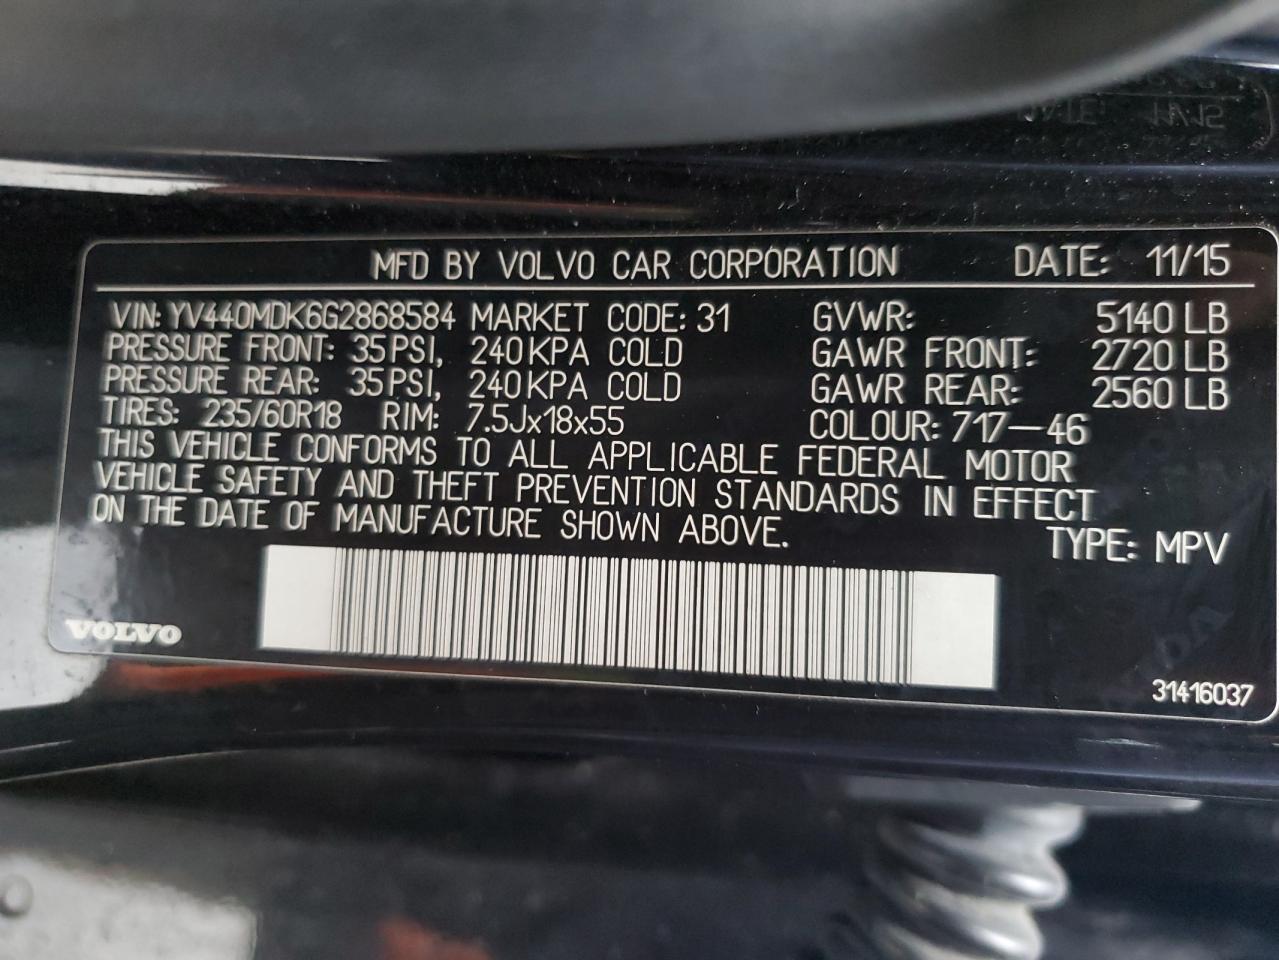 MFD BY VOLVO CAR CORPORATION DATE: 11/15
VIN: YV440MDK6G2868584 MARKET CODE: 31 GVWR: 5140 LB
PRESSURE FRONT: 35 PSI, 240 KPA COLD GAWR FRONT: 2720 LB
PRESSURE REAR: 35 PSI, 240 KPA COLD GAWR REAR: 2560 LB
TIRES: 235/60R18 RIM: 7.5Jx18x55 COLOUR: 717-46
THIS VEHICLE CONFORMS TO ALL APPLICABLE FEDERAL MOTOR
VEHICLE SAFETY AND THEFT PREVENTION STANDARDS IN EFFECT
ON THE DATE OF MANUFACTURE SHOWN ABOVE.
TYPE: MPV
VOLVO
31416037